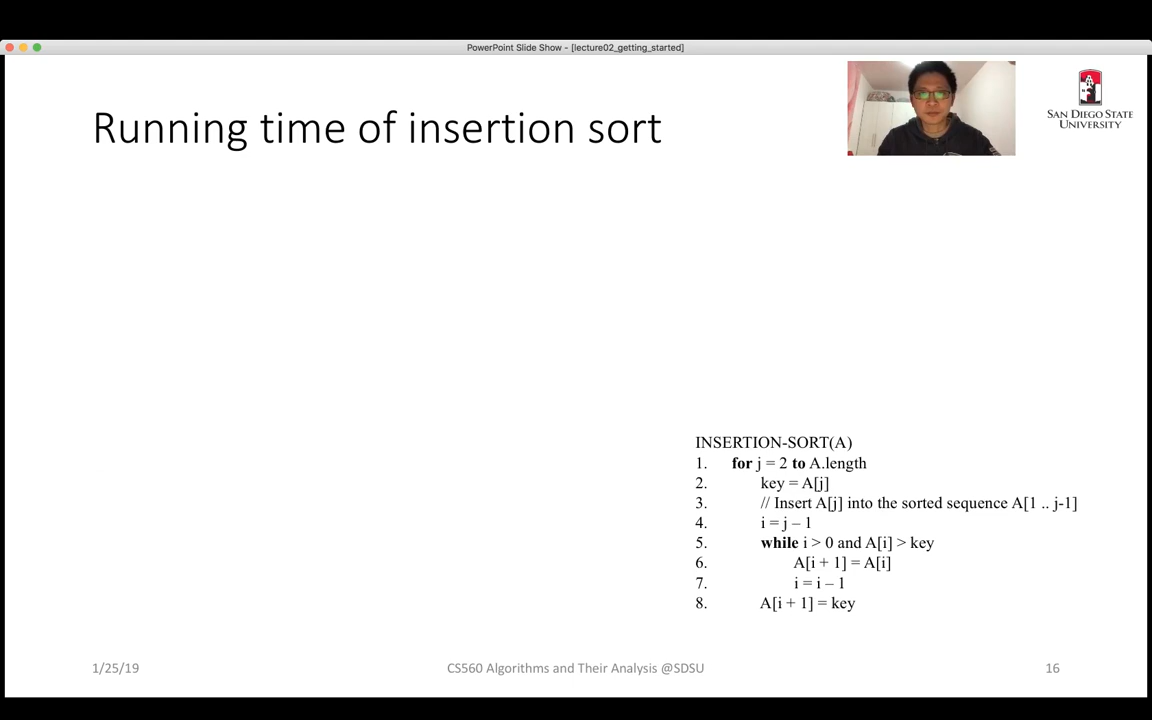 PowerPoint Slide Show - [lecture02_getting_started]
Running time of insertion sort
SAN DIEGO STATE
UNIVERSITY
INSERTION-SORT(A)
1. for j = 2 to A.length
2. key = A[j]
3. // Insert A[j] into the sorted sequence A[1 .. j-1]
4. i = j – 1
5. while i > 0 and A[i] > key
6. A[i + 1] = A[i]
7. i = i – 1
8. A[i + 1] = key
1/25/19
CS560 Algorithms and Their Analysis @SDSU
16